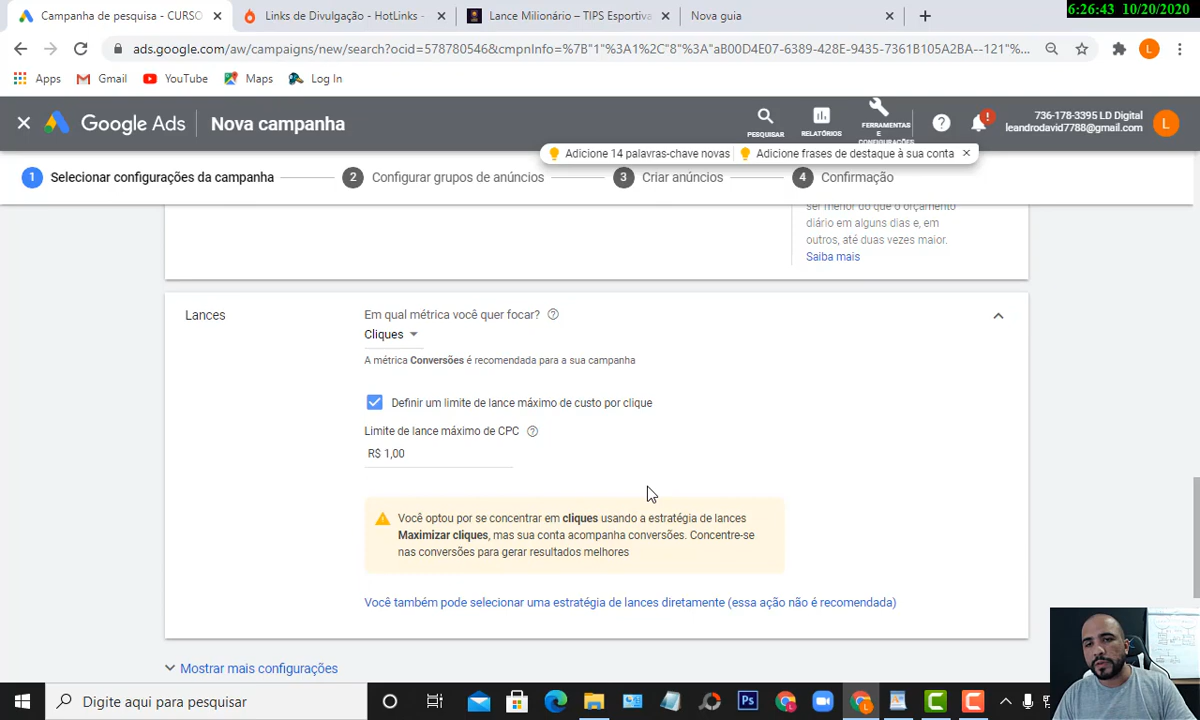 6:26:43 10/20/2020
Campanha de pesquisa - CURSO
Links de Divulgação - HotLinks -
Lance Milionário – TIPS Esportiva
Nova guia
ads.google.com/aw/campaigns/new/search?ocid=578780546&cmpnInfo=%7B"1"%3A1%2C"8"%3A"aB00D4E07-6389-428E-9435-7361B105A2BA--121"%...
Apps
Gmail
YouTube
Maps
Log In
Google Ads
Nova campanha
PESQUISAR
RELATÓRIOS
FERRAMENTAS
E
CONFIGURAÇÕES
736-178-3395 LD Digital
leandrodavid7788@gmail.com
L
Adicione 14 palavras-chave novas
Adicione frases de destaque à sua conta
1 Selecionar configurações da campanha
2 Configurar grupos de anúncios
3 Criar anúncios
4 Confirmação
ser menor do que o orçamento
diário em alguns dias e, em
outros, até duas vezes maior.
Saiba mais
Lances
Em qual métrica você quer focar?
Cliques
A métrica Conversões é recomendada para a sua campanha
Definir um limite de lance máximo de custo por clique
Limite de lance máximo de CPC
R$ 1,00
Você optou por se concentrar em cliques usando a estratégia de lances
Maximizar cliques, mas sua conta acompanha conversões. Concentre-se
nas conversões para gerar resultados melhores
Você também pode selecionar uma estratégia de lances diretamente (essa ação não é recomendada)
Mostrar mais configurações
Digite aqui para pesquisar
Ps